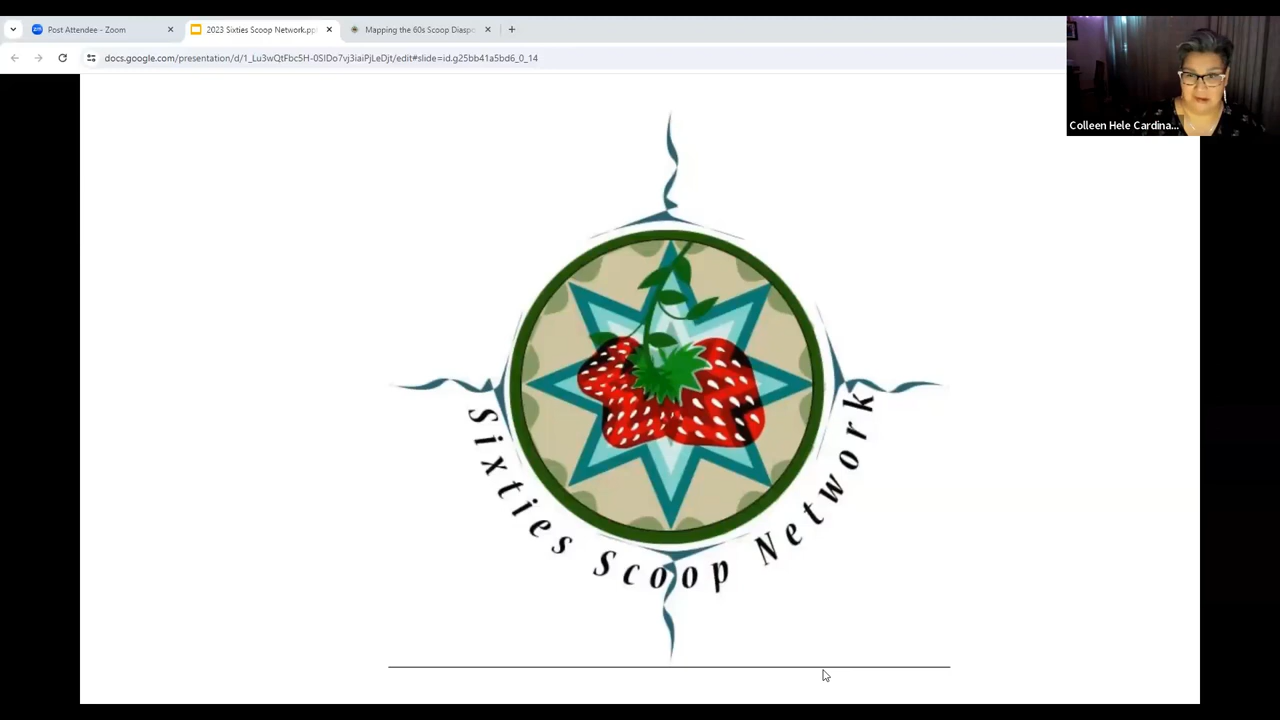 Post Attendee - Zoom
2023 Sixties Scoop Network.pp
Mapping the 60s Scoop Diasp
docs.google.com/presentation/d/1_Lu3wQtFbc5H-0SIDo7vj3iaiPjLeDjt/edit#slide=id.g25bb41a5bd6_0_14
Colleen Hele Cardina...
Sixties Scoop Network